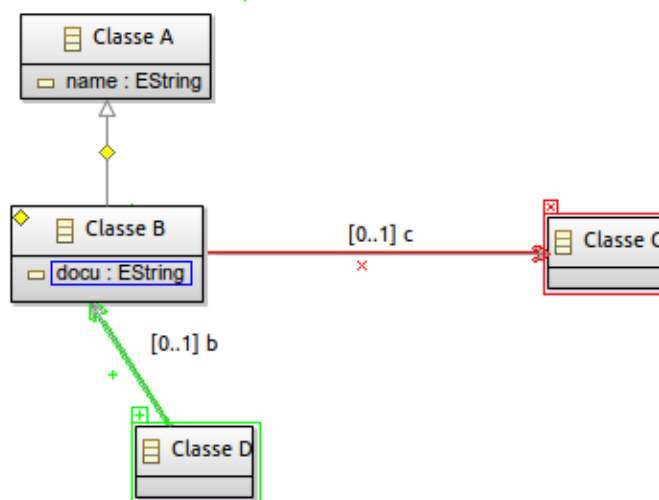 Classe A
name : EString
Classe B
docu : EString
[0..1] c
Classe C
[0..1] b
Classe D